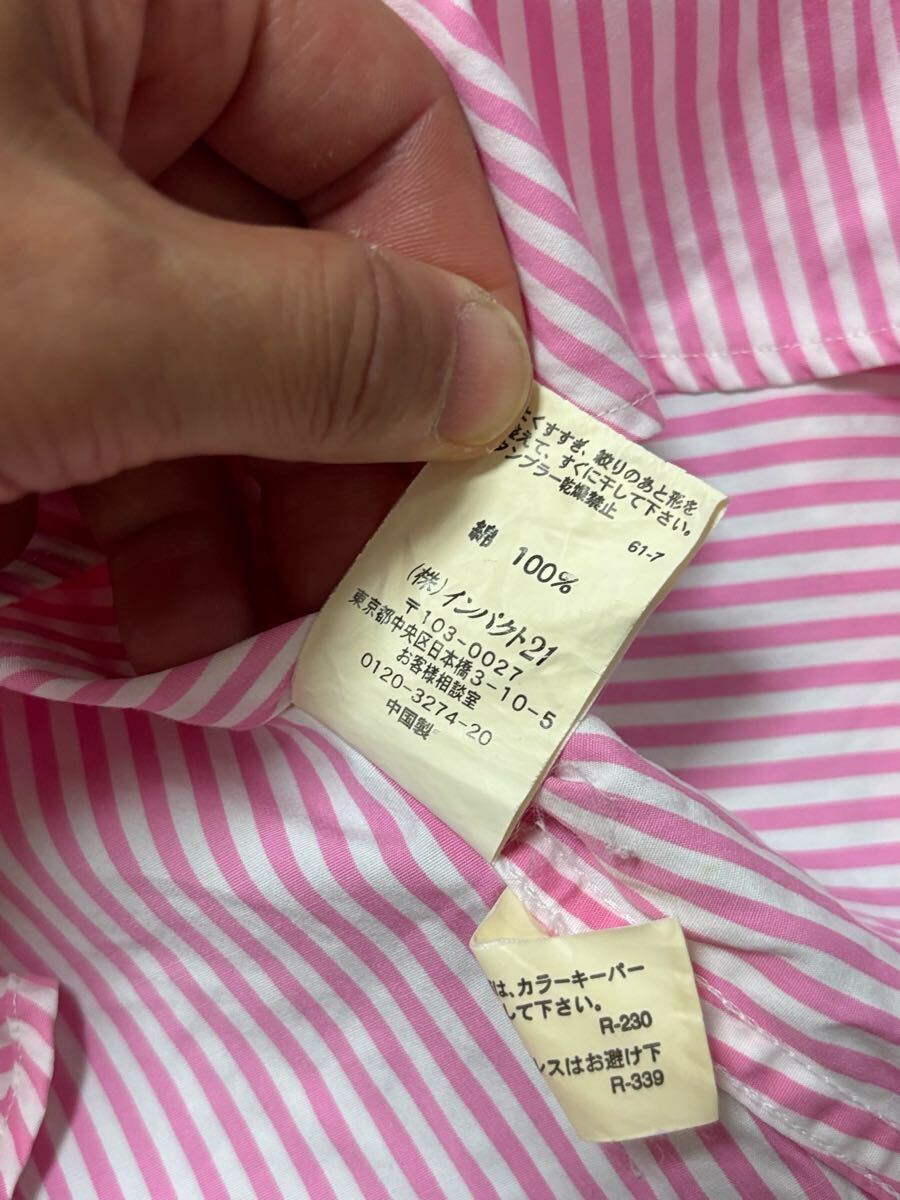 よくすすぎ、絞りのあと形を
整えて、すぐに干して下さい。
タンブラー乾燥禁止
61-7
綿 100%
(株)インパクト21
〒103-0027
東京都中央区日本橋3-10-5
お客様相談室
0120-3274-20
中国製
は、カラーキーパー
して下さい。
R-230
レスはお避け下
R-339